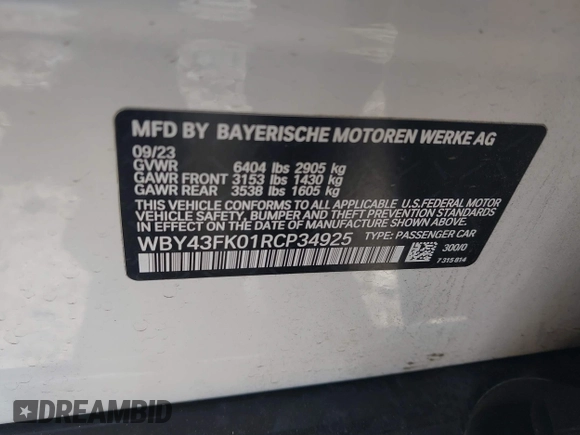 MFD BY BAYERISCHE MOTOREN WERKE AG
09/23
GVWR 6404 lbs 2905 kg
GAWR FRONT 3153 lbs 1430 kg
GAWR REAR 3538 lbs 1605 kg
THIS VEHICLE CONFORMS TO ALL APPLICABLE U.S. FEDERAL MOTOR
VEHICLE SAFETY, BUMPER AND THEFT PREVENTION STANDARDS IN
EFFECT ON THE DATE OF MANUFACTURE SHOWN ABOVE.
WBY43FK01RCP34925 TYPE: PASSENGER CAR
300/0
7 315 814
DREAMBID